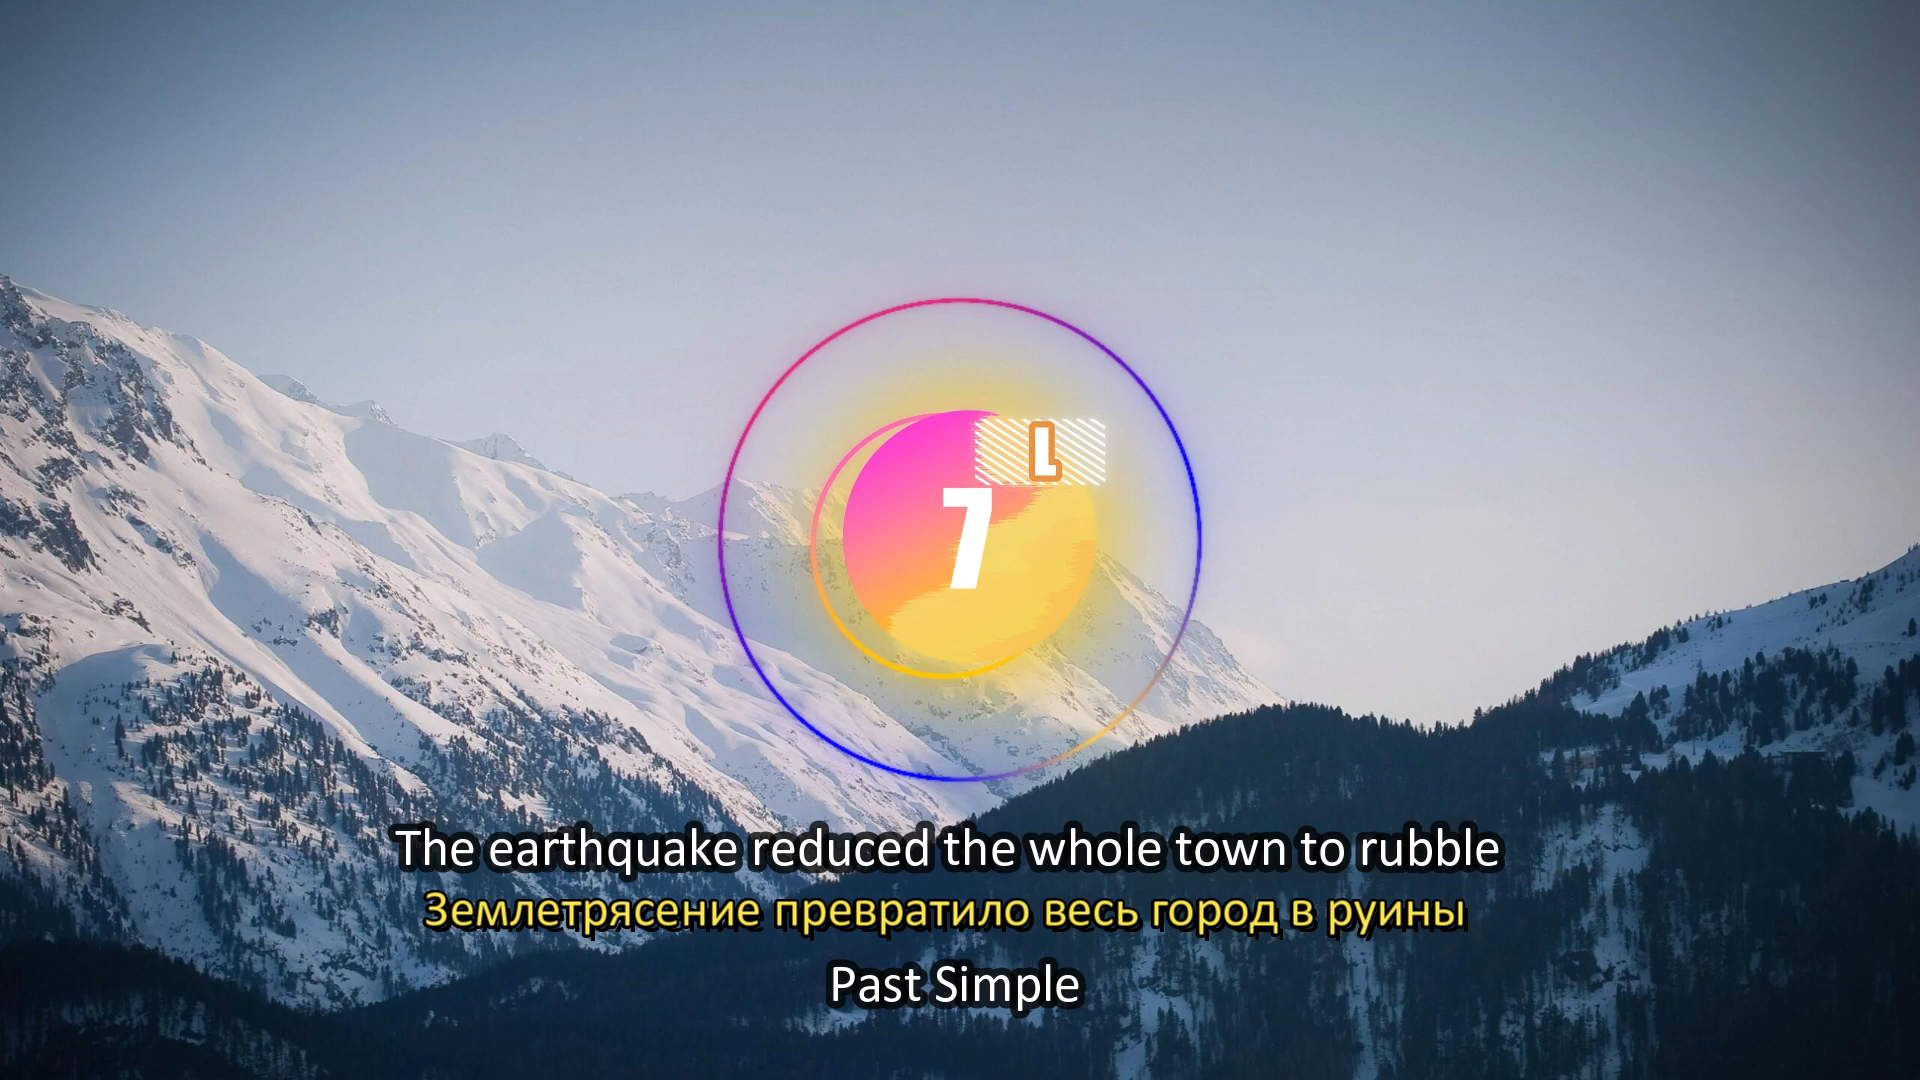 7
The earthquake reduced the whole town to rubble
Землетрясение превратило весь город в руины
Past Simple